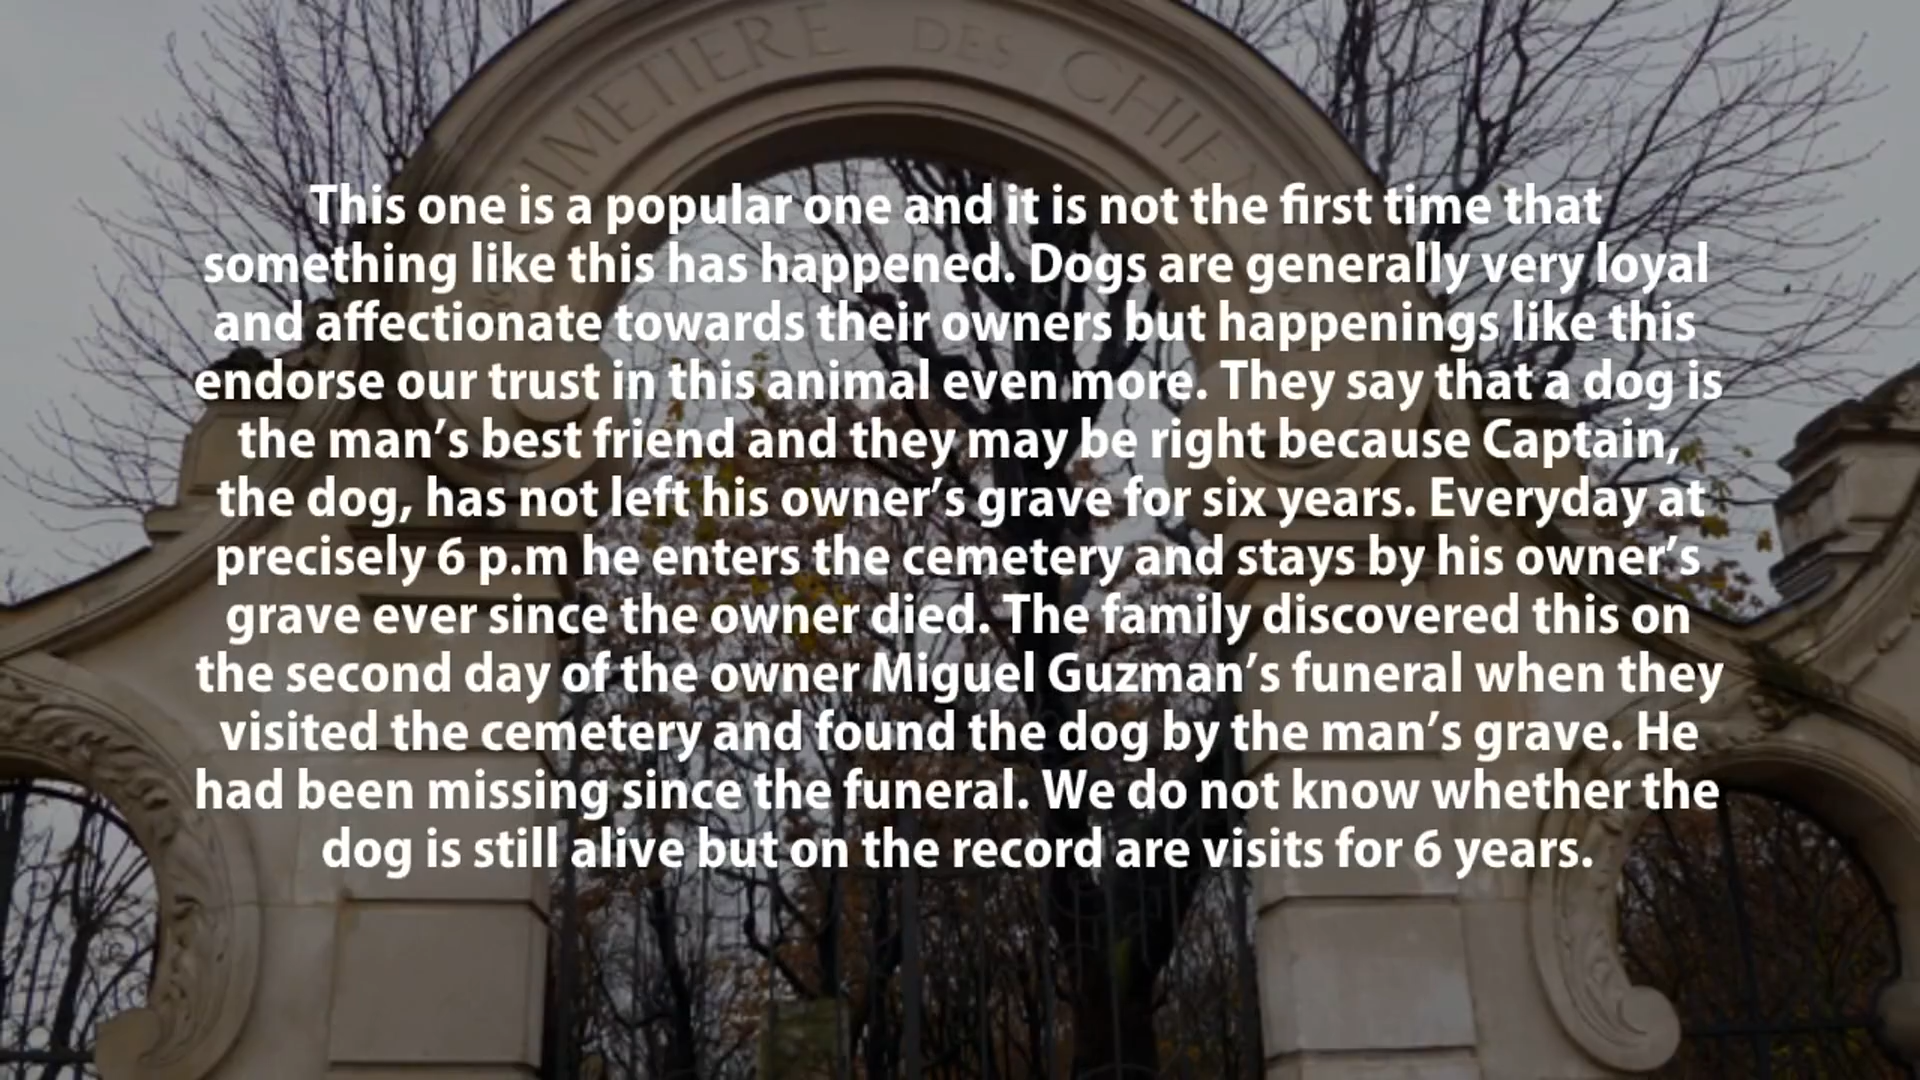 CIMETIERE DES CHIEN
This one is a popular one and it is not the first time that
something like this has happened. Dogs are generally very loyal
and affectionate towards their owners but happenings like this
endorse our trust in this animal even more. They say that a dog is
the man’s best friend and they may be right because Captain,
the dog, has not left his owner’s grave for six years. Everyday at
precisely 6 p.m he enters the cemetery and stays by his owner’s
grave ever since the owner died. The family discovered this on
the second day of the owner Miguel Guzman’s funeral when they
visited the cemetery and found the dog by the man’s grave. He
had been missing since the funeral. We do not know whether the
dog is still alive but on the record are visits for 6 years.